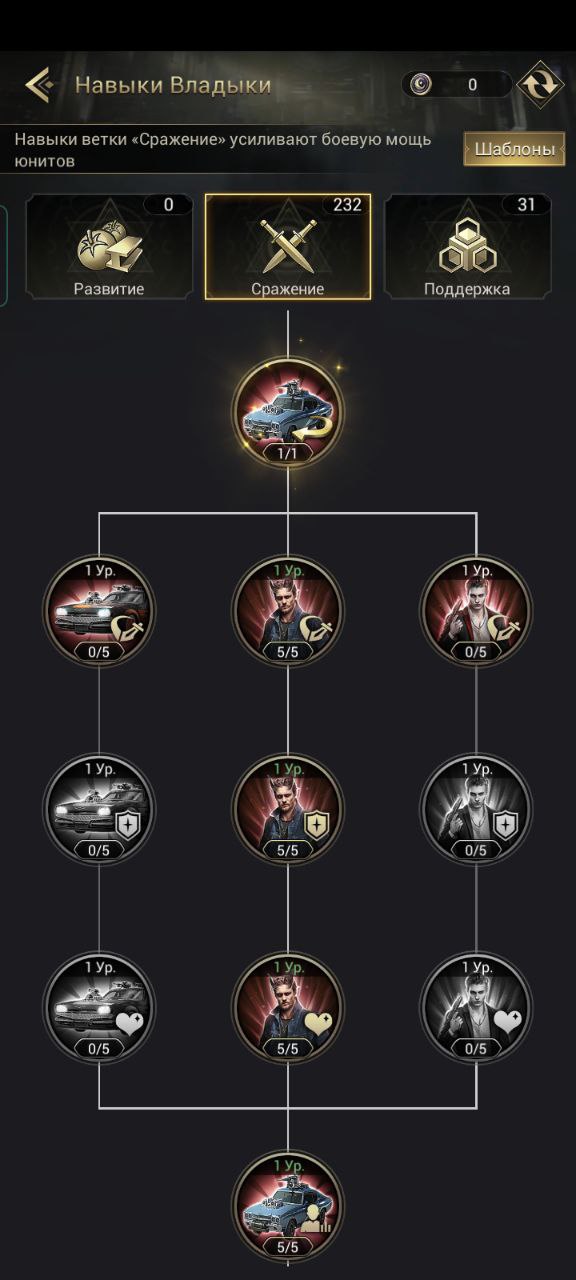 Навыки Владыки
0
Навыки ветки «Сражение» усиливают боевую мощь
юнитов
Шаблоны
0
232
31
Развитие
Сражение
Поддержка
1/1
1 Ур.
1 Ур.
1 Ур.
0/5
5/5
0/5
1 Ур.
1 Ур.
1 Ур.
0/5
5/5
0/5
1 Ур.
1 Ур.
1 Ур.
0/5
5/5
0/5
1 Ур.
5/5